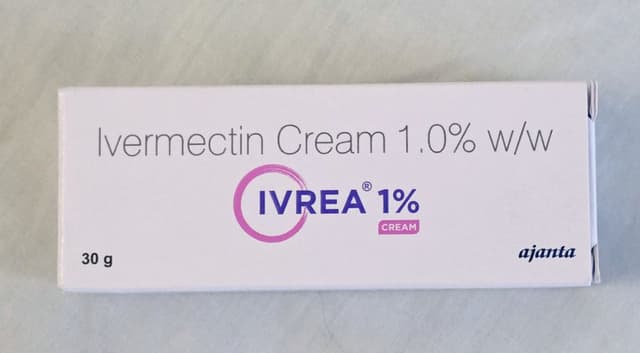 Ivermectin Cream 1.0% w/w
IVREA® 1%
CREAM
30 g
ajanta